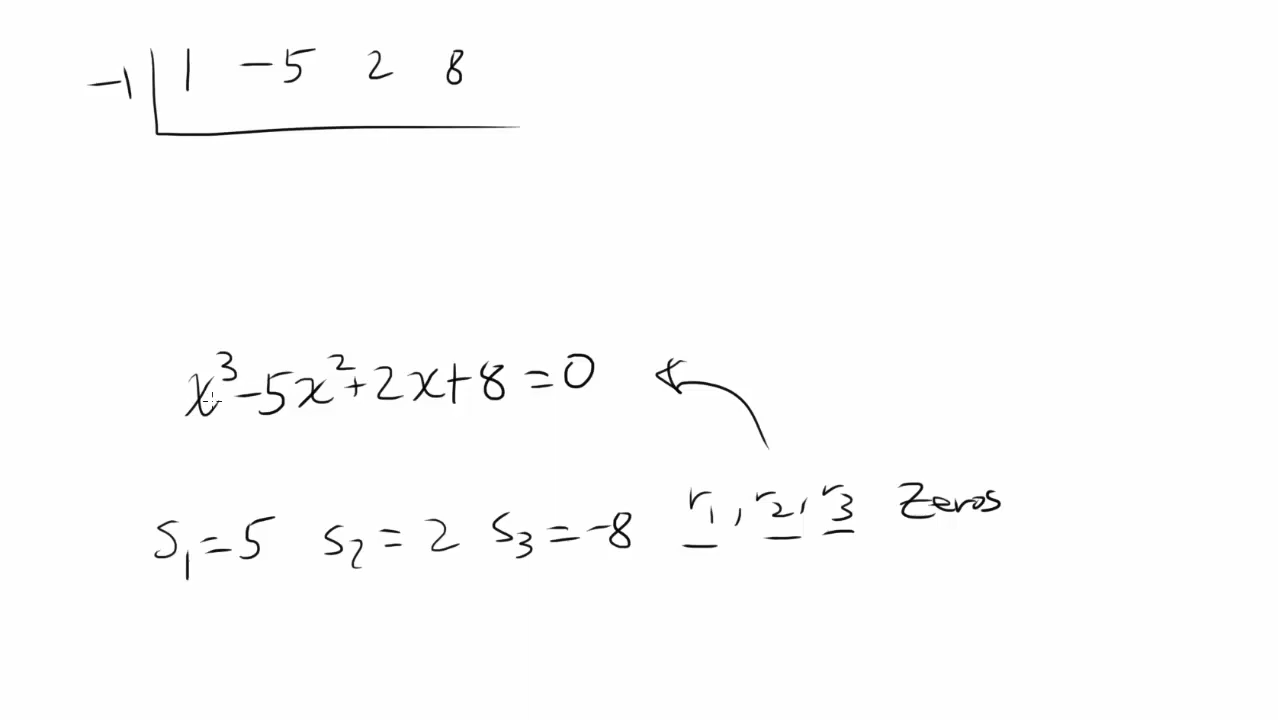 -1 | 1 -5 2 8
x³-5x²+2x+8=0
S₁=5 S₂=2 S₃=-8 r₁, r₂, r₃ Zeros